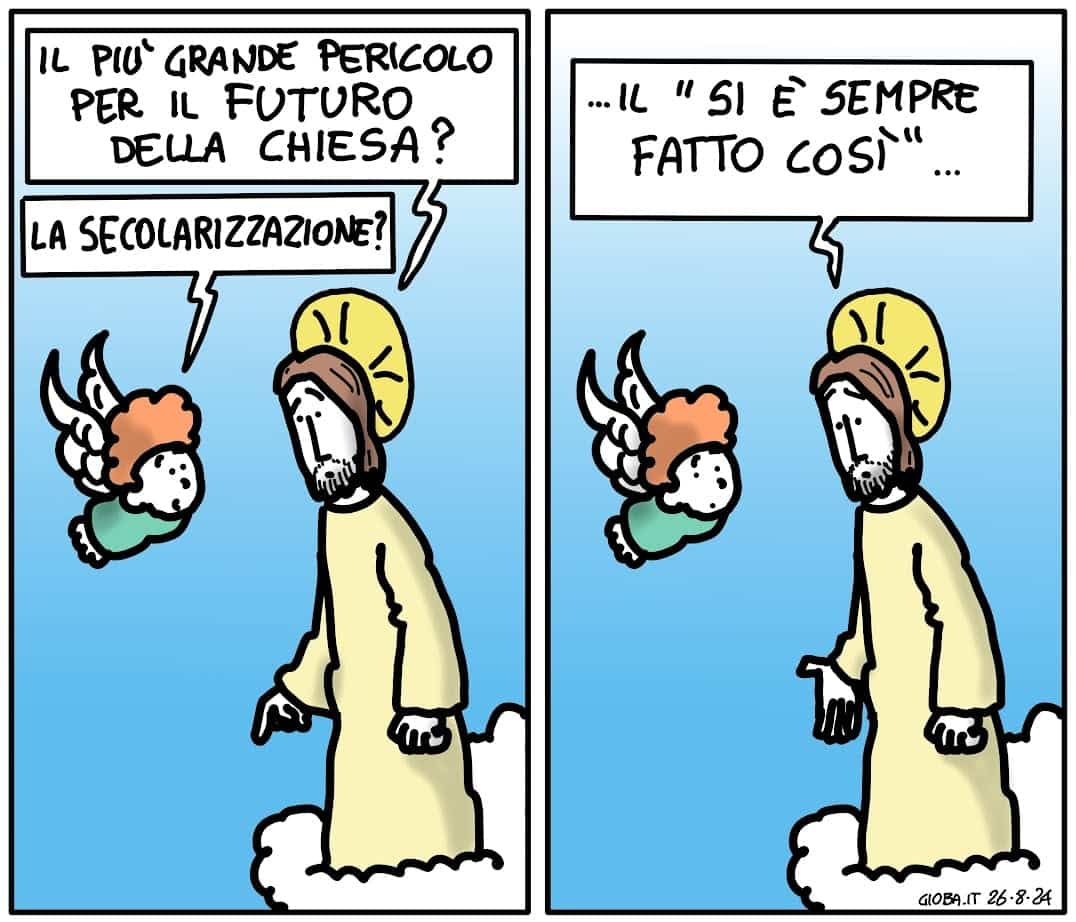 IL PIU' GRANDE PERICOLO
PER IL FUTURO
DELLA CHIESA?
LA SECOLARIZZAZIONE?
...IL "SI È SEMPRE
FATTO COSÌ"...
GIOBA.IT 26-8-24